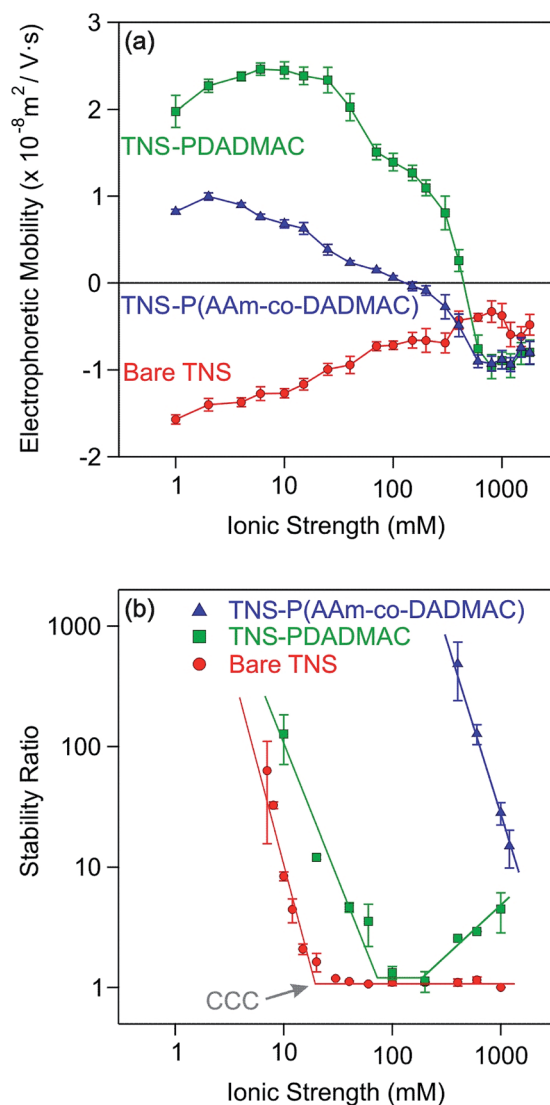 (a)
3
2
1
0
-1
-2
Electrophoretic Mobility (x 10⁻⁸m² / V·s)
TNS-PDADMAC
TNS-P(AAm-co-DADMAC)
Bare TNS
1
10
100
1000
Ionic Strength (mM)
(b)
TNS-P(AAm-co-DADMAC)
TNS-PDADMAC
Bare TNS
1000
100
10
1
Stability Ratio
CCC
1
10
100
1000
Ionic Strength (mM)